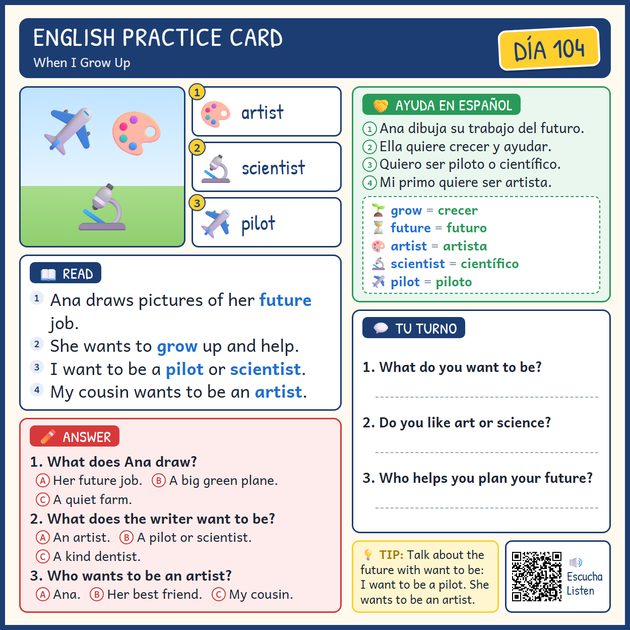 ENGLISH PRACTICE CARD
When I Grow Up
DÍA 104
1 artist
2 scientist
3 pilot
READ
1 Ana draws pictures of her future
job.
2 She wants to grow up and help.
3 I want to be a pilot or scientist.
4 My cousin wants to be an artist.
ANSWER
1. What does Ana draw?
A Her future job. B A big green plane.
C A quiet farm.
2. What does the writer want to be?
A An artist. B A pilot or scientist.
C A kind dentist.
3. Who wants to be an artist?
A Ana. B Her best friend. C My cousin.
AYUDA EN ESPAÑOL
1 Ana dibuja su trabajo del futuro.
2 Ella quiere crecer y ayudar.
3 Quiero ser piloto o científico.
4 Mi primo quiere ser artista.
grow = crecer
future = futuro
artist = artista
scientist = científico
pilot = piloto
TU TURNO
1. What do you want to be?
2. Do you like art or science?
3. Who helps you plan your future?
TIP: Talk about the
future with want to be:
I want to be a pilot. She
wants to be an artist.
Escucha
Listen